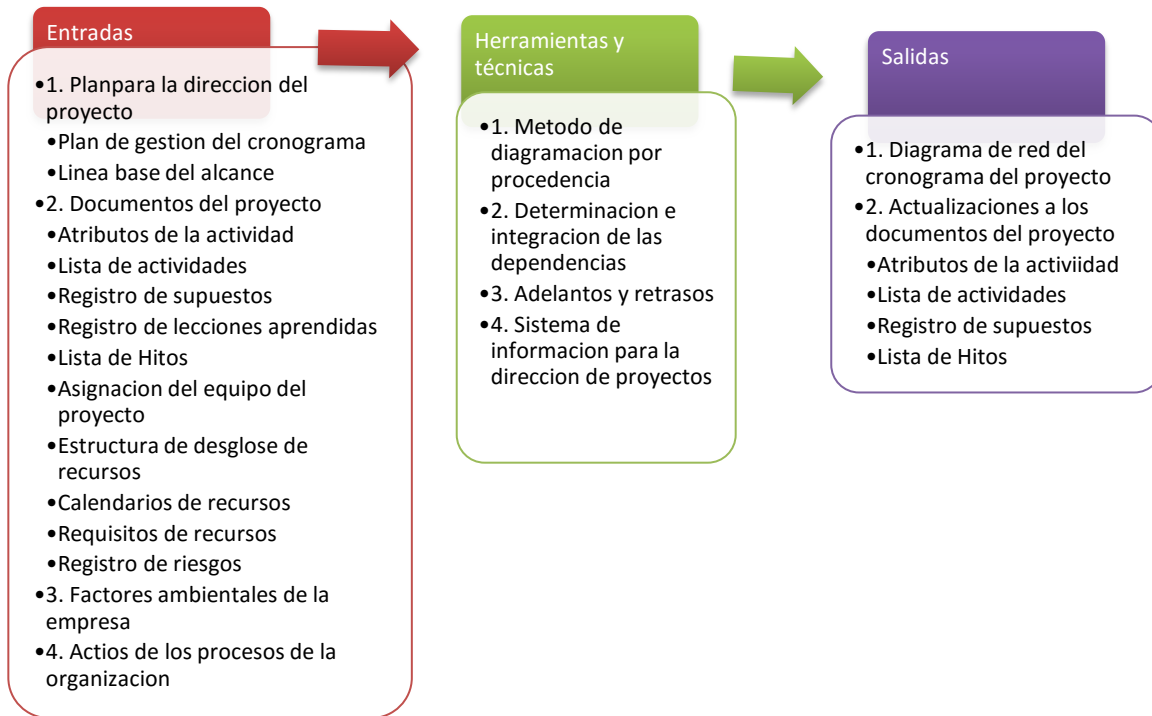 Entradas
•1. Planpara la direccion del
proyecto
•Plan de gestion del cronograma
•Linea base del alcance
•2. Documentos del proyecto
•Atributos de la actividad
•Lista de actividades
•Registro de supuestos
•Registro de lecciones aprendidas
•Lista de Hitos
•Asignacion del equipo del
proyecto
•Estructura de desglose de
recursos
•Calendarios de recursos
•Requisitos de recursos
•Registro de riesgos
•3. Factores ambientales de la
empresa
•4. Actios de los procesos de la
organizacion
Herramientas y
técnicas
•1. Metodo de
diagramacion por
procedencia
•2. Determinacion e
integracion de las
dependencias
•3. Adelantos y retrasos
•4. Sistema de
informacion para la
direccion de proyectos
Salidas
•1. Diagrama de red del
cronograma del proyecto
•2. Actualizaciones a los
documentos del proyecto
•Atributos de la activiidad
•Lista de actividades
•Registro de supuestos
•Lista de Hitos